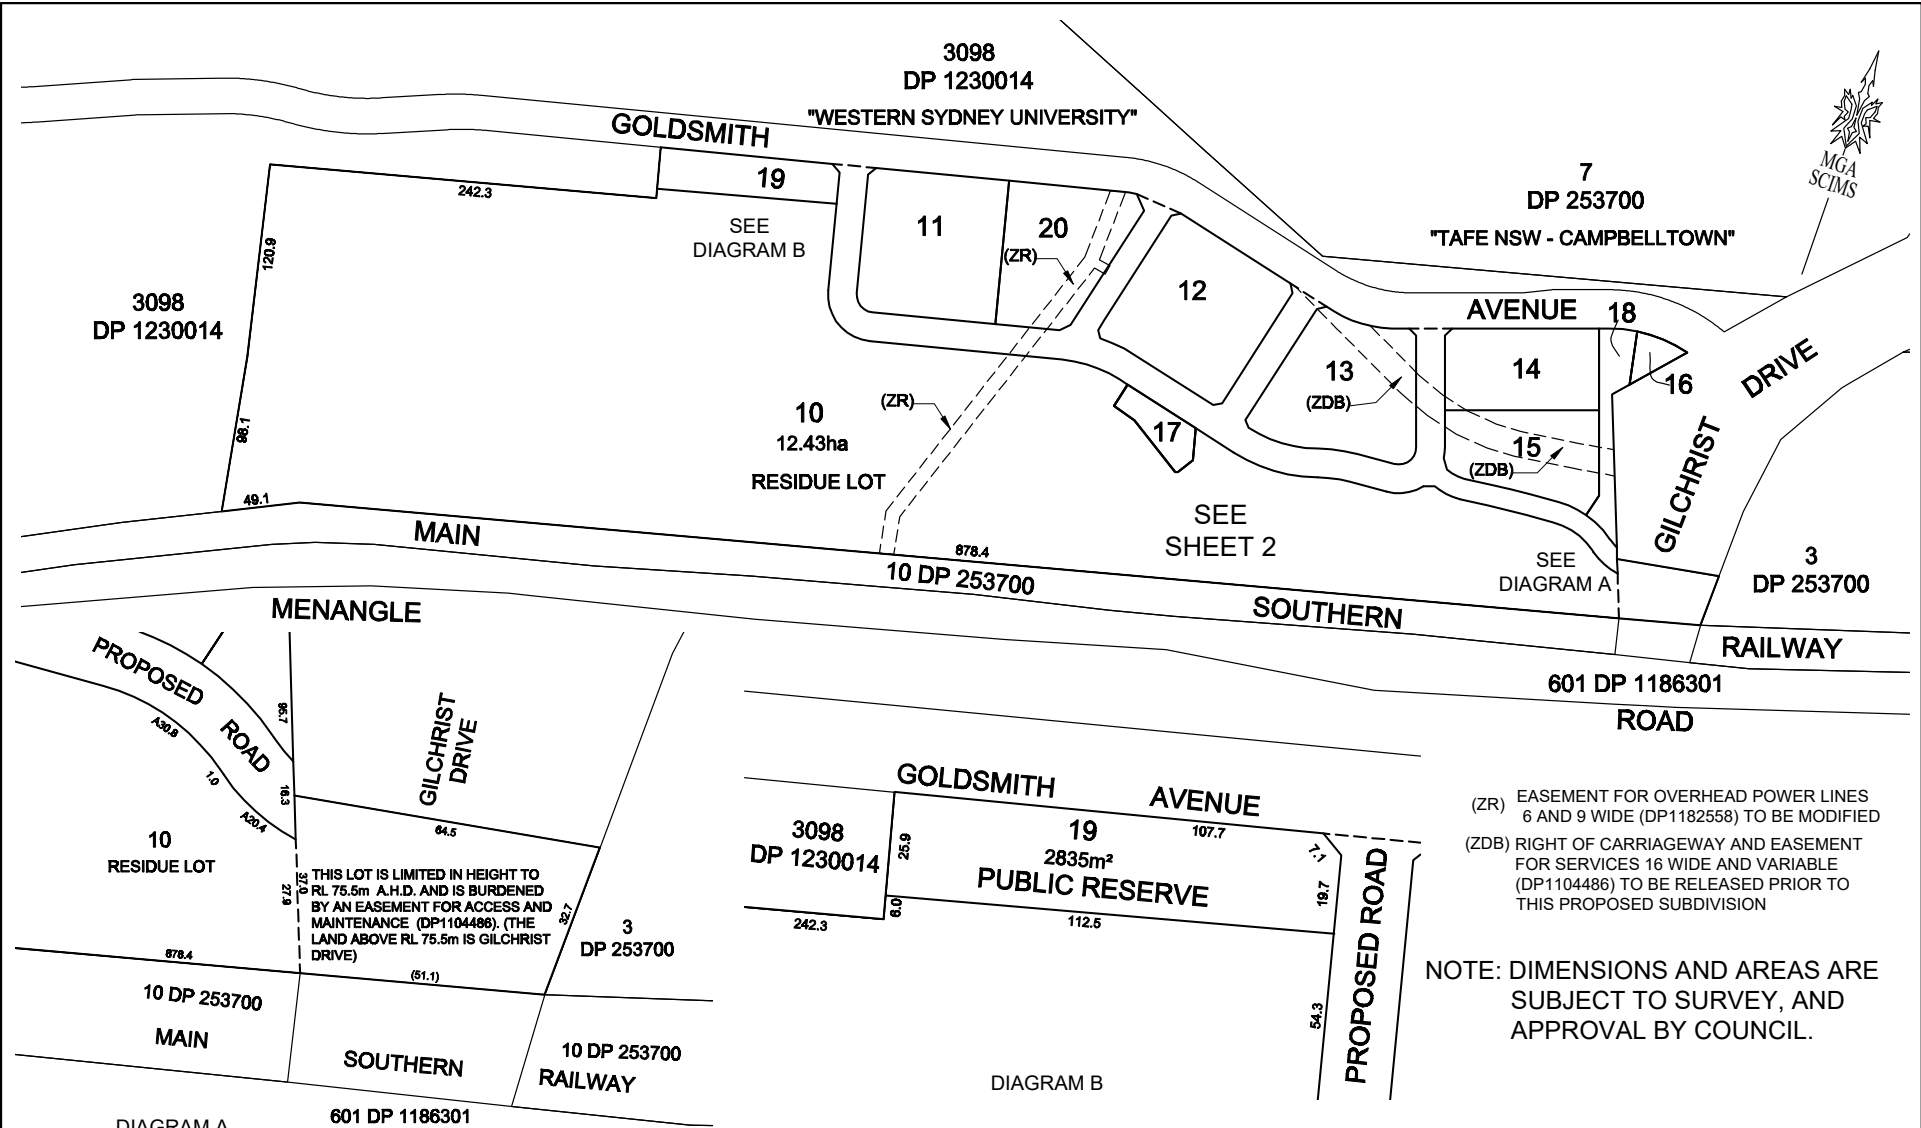 3098
DP 1230014
"WESTERN SYDNEY UNIVERSITY"
GOLDSMITH
MGA
SCIMS
7
DP 253700
"TAFE NSW - CAMPBELLTOWN"
242.3
19
SEE
DIAGRAM B
11
20
(ZR)
120.9
12
AVENUE
18
3098
DP 1230014
DRIVE
13
(ZDB)
14
16
98.1
10
12.43ha
RESIDUE LOT
(ZR)
17
15
(ZDB)
GILCHRIST
49.1
MAIN
SEE
SHEET 2
878.4
10 DP 253700
SEE
DIAGRAM A
3
DP 253700
SOUTHERN
RAILWAY
MENANGLE
601 DP 1186301
ROAD
PROPOSED
ROAD
A30.8
1.0
A20.4
95.7
16.3
GILCHRIST
DRIVE
64.5
10
RESIDUE LOT
37.0
27.9
THIS LOT IS LIMITED IN HEIGHT TO
RL 75.5m A.H.D. AND IS BURDENED
BY AN EASEMENT FOR ACCESS AND
MAINTENANCE (DP1104486). (THE
LAND ABOVE RL 75.5m IS GILCHRIST
DRIVE)
32.7
3
DP 253700
878.4
(51.1)
10 DP 253700
MAIN
SOUTHERN
10 DP 253700
RAILWAY
601 DP 1186301
DIAGRAM A
GOLDSMITH
AVENUE
3098
DP 1230014
25.9
19
2835m²
PUBLIC RESERVE
107.7
7.1
19.7
6.0
242.3
112.5
54.3
PROPOSED ROAD
DIAGRAM B
(ZR) EASEMENT FOR OVERHEAD POWER LINES
6 AND 9 WIDE (DP1182558) TO BE MODIFIED
(ZDB) RIGHT OF CARRIAGEWAY AND EASEMENT
FOR SERVICES 16 WIDE AND VARIABLE
(DP1104486) TO BE RELEASED PRIOR TO
THIS PROPOSED SUBDIVISION
NOTE: DIMENSIONS AND AREAS ARE
SUBJECT TO SURVEY, AND
APPROVAL BY COUNCIL.